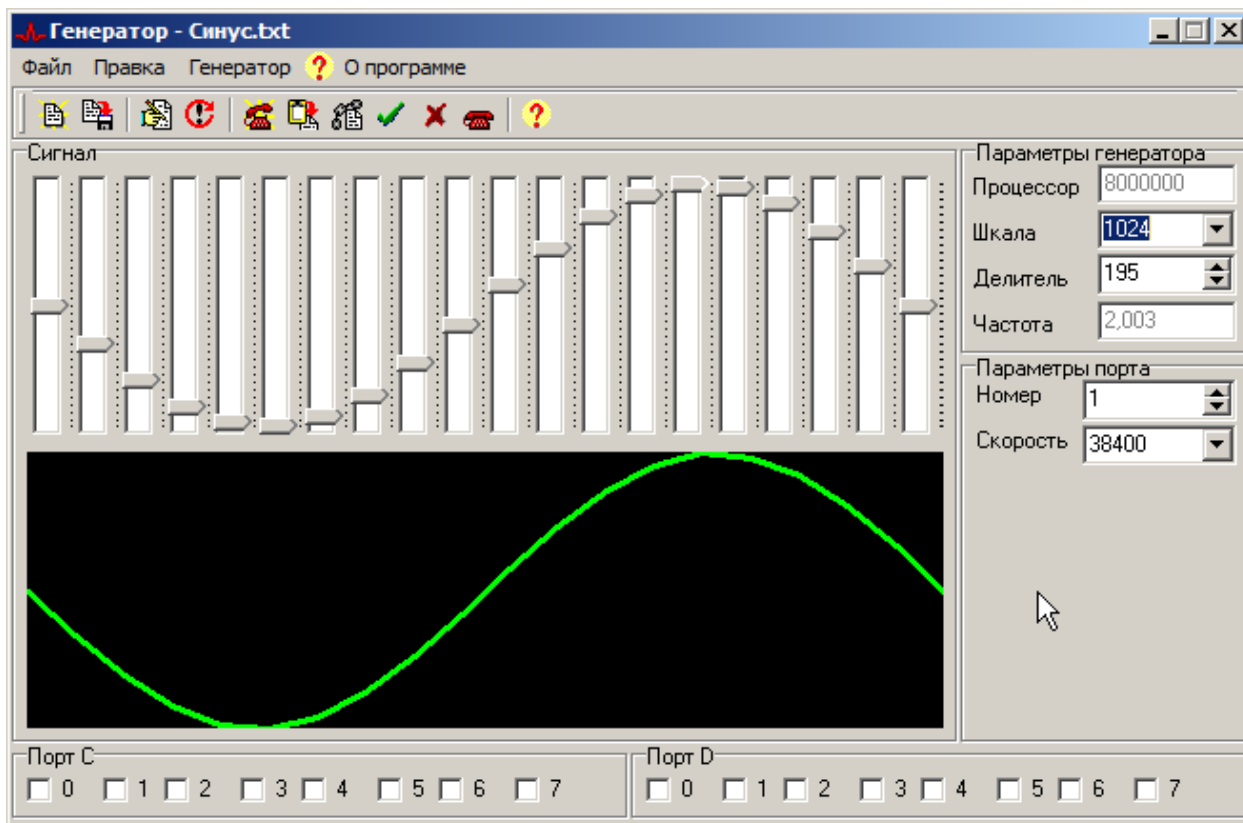 Генератор - Синус.txt
Файл Правка Генератор ? О программе
Сигнал
Параметры генератора
Процессор 8000000
Шкала 1024
Делитель 195
Частота 2,003
Параметры порта
Номер 1
Скорость 38400
Порт C
0 1 2 3 4 5 6 7
Порт D
0 1 2 3 4 5 6 7